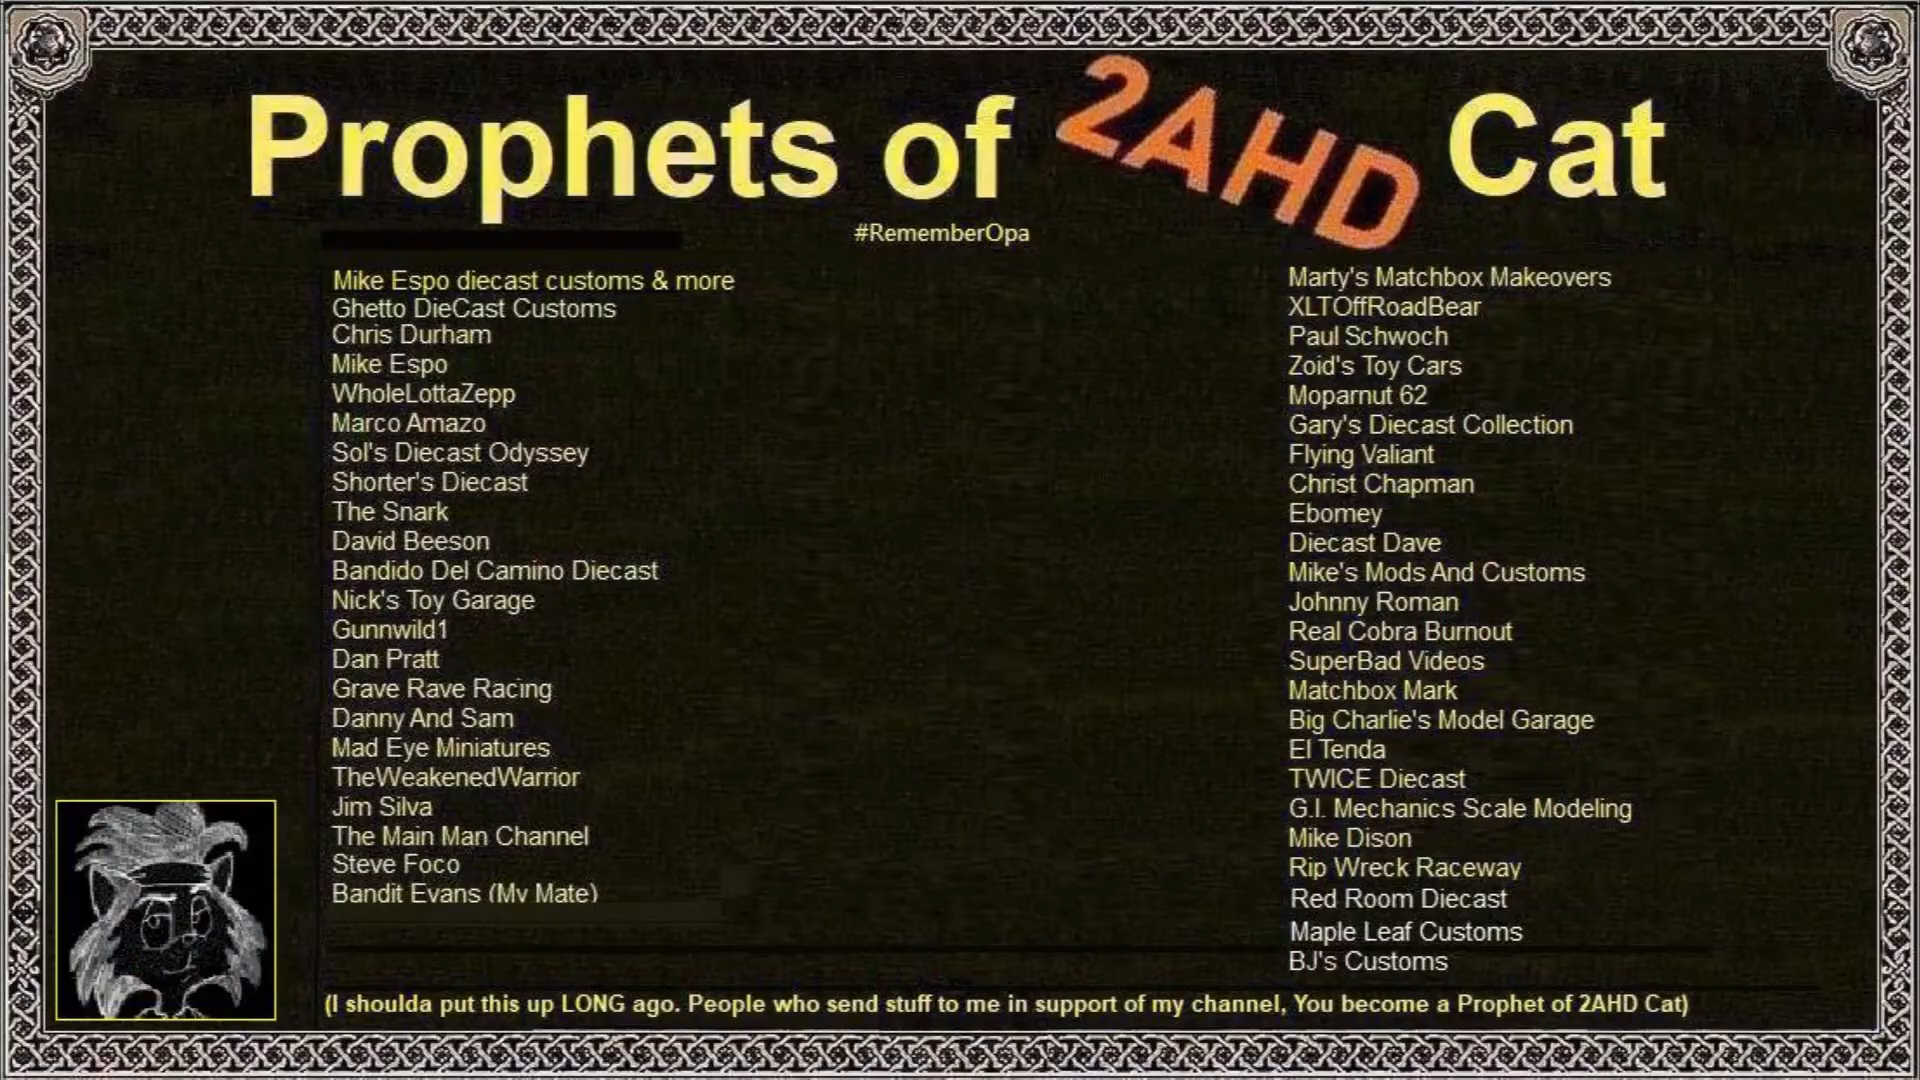 Prophets of 2AHD Cat
#RememberOpa
Mike Espo diecast customs & more
Ghetto DieCast Customs
Chris Durham
Mike Espo
WholeLottaZepp
Marco Amazo
Sol's Diecast Odyssey
Shorter's Diecast
The Snark
David Beeson
Bandido Del Camino Diecast
Nick's Toy Garage
Gunnwild1
Dan Pratt
Grave Rave Racing
Danny And Sam
Mad Eye Miniatures
TheWeakenedWarrior
Jim Silva
The Main Man Channel
Steve Foco
Bandit Evans (My Mate)
Marty's Matchbox Makeovers
XLTOffRoadBear
Paul Schwoch
Zoid's Toy Cars
Moparnut 62
Gary's Diecast Collection
Flying Valiant
Christ Chapman
Ebomey
Diecast Dave
Mike's Mods And Customs
Johnny Roman
Real Cobra Burnout
SuperBad Videos
Matchbox Mark
Big Charlie's Model Garage
El Tenda
TWICE Diecast
G.I. Mechanics Scale Modeling
Mike Dison
Rip Wreck Raceway
Red Room Diecast
Maple Leaf Customs
BJ's Customs
(I shoulda put this up LONG ago. People who send stuff to me in support of my channel, You become a Prophet of 2AHD Cat)